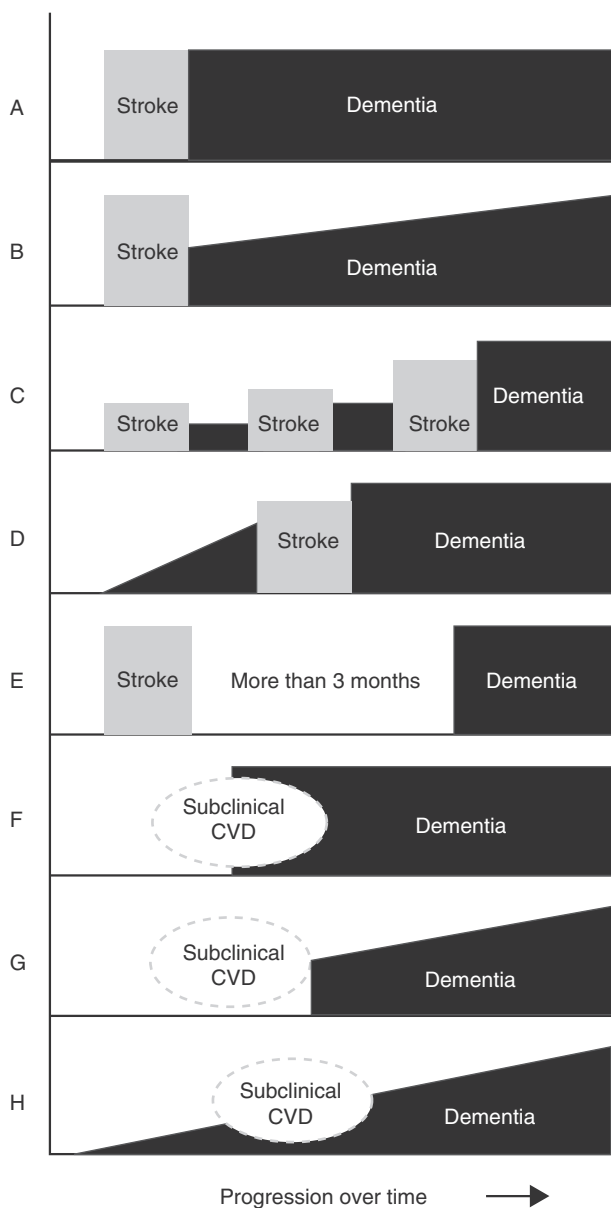 A
Stroke
Dementia
B
Stroke
Dementia
C
Stroke
Stroke
Stroke
Dementia
D
Stroke
Dementia
E
Stroke
More than 3 months
Dementia
F
Subclinical
CVD
Dementia
G
Subclinical
CVD
Dementia
H
Subclinical
CVD
Dementia
Progression over time